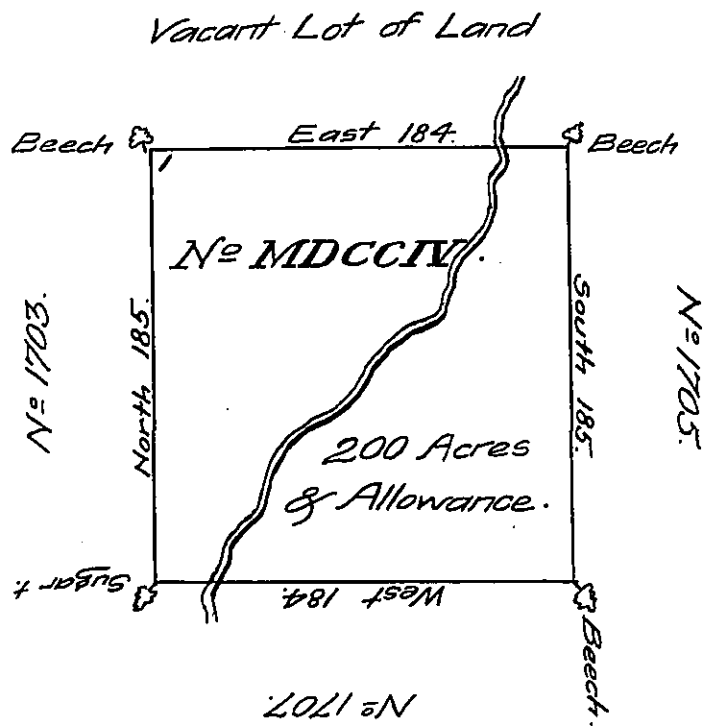 Vacant Lot of Land
Beech
East 184.
Beech
1
Nº MDCCIV.
Nº 1703.
North 185.
South 185.
Nº 1705.
200 Acres
& Allowance.
Sugar t.
West 184.
Beech.
Nº 1707.